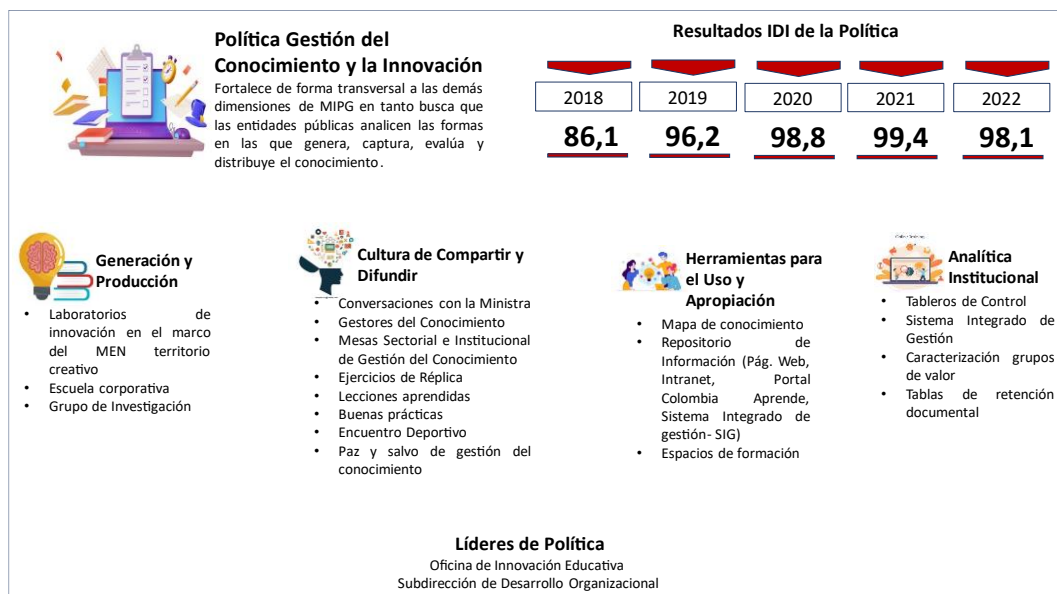 Política Gestión del
Conocimiento y la Innovación
Fortalece de forma transversal a las demás
dimensiones de MIPG en tanto busca que
las entidades públicas analicen las formas
en las que genera, captura, evalúa y
distribuye el conocimiento.
Resultados IDI de la Política
2018 2019 2020 2021 2022
86,1 96,2 98,8 99,4 98,1
Generación y
Producción
• Laboratorios de
innovación en el marco
del MEN territorio
creativo
• Escuela corporativa
• Grupo de Investigación
Cultura de Compartir y
Difundir
• Conversaciones con la Ministra
• Gestores del Conocimiento
• Mesas Sectorial e Institucional
de Gestión del Conocimiento
• Ejercicios de Réplica
• Lecciones aprendidas
• Buenas prácticas
• Encuentro Deportivo
• Paz y salvo de gestión del
conocimiento
Herramientas para
el Uso y
Apropiación
• Mapa de conocimiento
• Repositorio de
Información (Pág. Web,
Intranet, Portal
Colombia Aprende,
Sistema Integrado de
gestión- SIG)
• Espacios de formación
Analítica
Institucional
• Tableros de Control
• Sistema Integrado de
Gestión
• Caracterización grupos
de valor
• Tablas de retención
documental
Líderes de Política
Oficina de Innovación Educativa
Subdirección de Desarrollo Organizacional